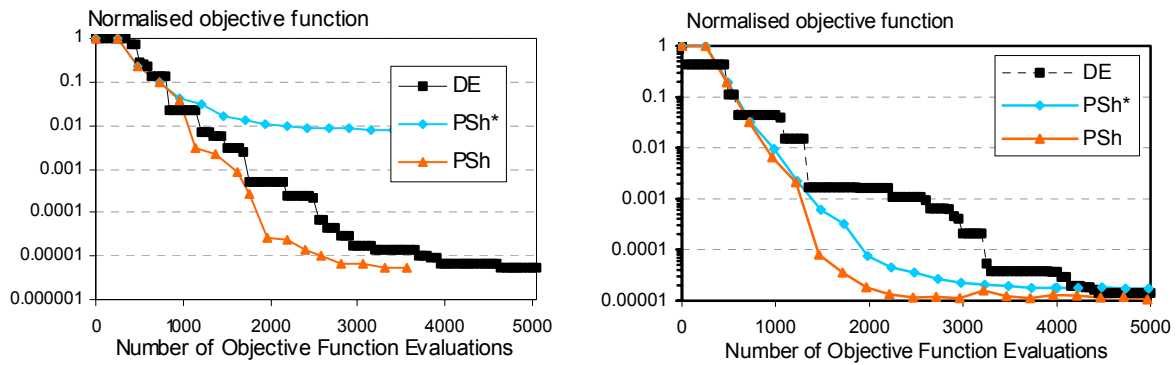 Normalised objective function
1
0.1
0.01
0.001
0.0001
0.00001
0.000001
0 1000 2000 3000 4000 5000
Number of Objective Function Evaluations
DE
PSh*
PSh
Normalised objective function
1
0.1
0.01
0.001
0.0001
0.00001
0 1000 2000 3000 4000 5000
Number of Objective Function Evaluations
DE
PSh*
PSh